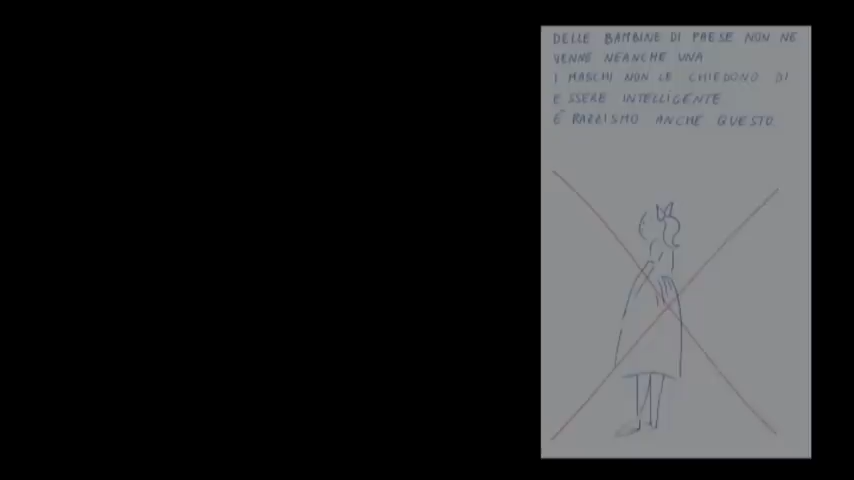 DELLE BAMBINE DI PAESE NON NE
VENNE NEANCHE UNA
I MASCHI NON LE CHIEDONO DI
ESSERE INTELLIGENTE
È RAZZISMO ANCHE QUESTO.